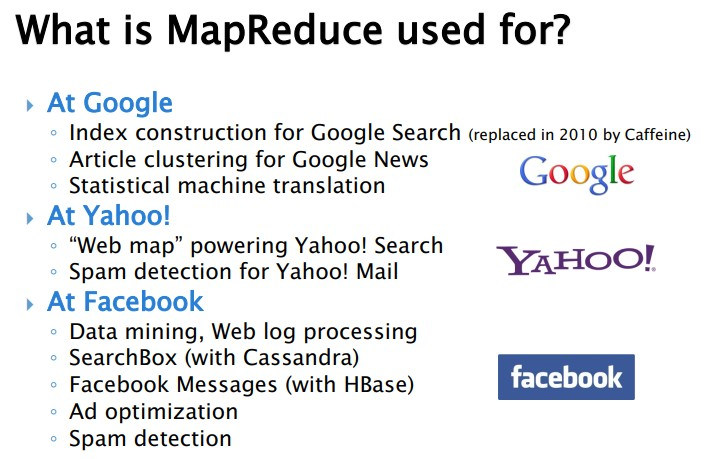 What is MapReduce used for?
At Google
Index construction for Google Search (replaced in 2010 by Caffeine)
Article clustering for Google News
Statistical machine translation
Google
At Yahoo!
“Web map” powering Yahoo! Search
Spam detection for Yahoo! Mail
YAHOO!
At Facebook
Data mining, Web log processing
SearchBox (with Cassandra)
Facebook Messages (with HBase)
Ad optimization
Spam detection
facebook